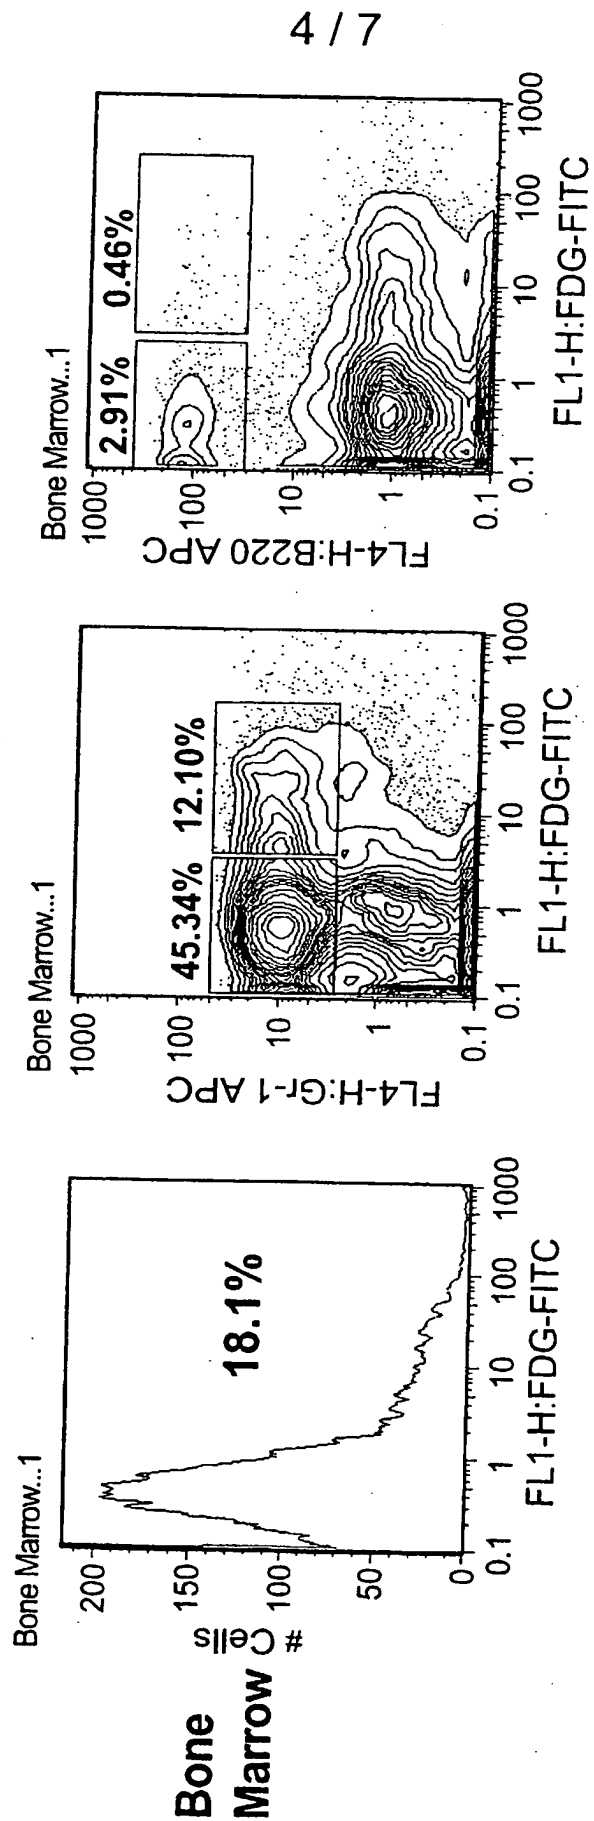 4 / 7
Bone
Marrow
Bone Marrow...1
# Cells
200
150
100
50
0
18.1%
0.1
1
10
100
1000
FL1-H:FDG-FITC
Bone Marrow...1
FL4-H:Gr-1 APC
1000
100
10
1
0.1
45.34%
12.10%
0.1
1
10
100
1000
FL1-H:FDG-FITC
Bone Marrow...1
FL4-H:B220 APC
1000
100
10
1
0.1
2.91%
0.46%
0.1
1
10
100
1000
FL1-H:FDG-FITC